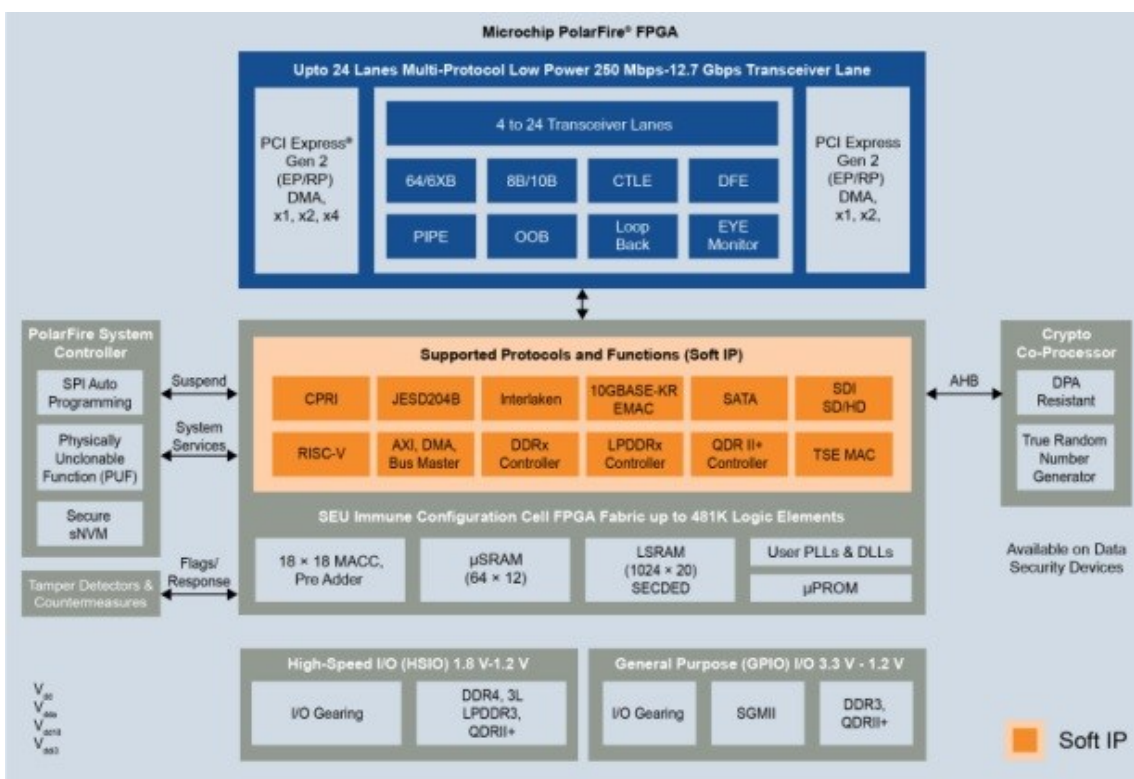 Microchip PolarFire® FPGA
Upto 24 Lanes Multi-Protocol Low Power 250 Mbps-12.7 Gbps Transceiver Lane
PCI Express®
Gen 2
(EP/RP)
DMA,
x1, x2, x4
4 to 24 Transceiver Lanes
64/6XB
8B/10B
CTLE
DFE
PIPE
OOB
Loop
Back
EYE
Monitor
PCI Express
Gen 2
(EP/RP)
DMA,
x1, x2,
PolarFire System
Controller
SPI Auto
Programming
Physically
Unclonable
Function (PUF)
Secure
sNVM
Tamper Detectors &
Countermeasures
Suspend
System
Services
Flags/
Response
Supported Protocols and Functions (Soft IP)
CPRI
JESD204B
Interlaken
10GBASE-KR
EMAC
SATA
SDI
SD/HD
RISC-V
AXI, DMA,
Bus Master
DDRx
Controller
LPDDRx
Controller
QDR II+
Controller
TSE MAC
SEU Immune Configuration Cell FPGA Fabric up to 481K Logic Elements
18 × 18 MACC,
Pre Adder
µSRAM
(64 × 12)
LSRAM
(1024 × 20)
SECDED
User PLLs & DLLs
µPROM
AHB
Crypto
Co-Processor
DPA
Resistant
True Random
Number
Generator
Available on Data
Security Devices
High-Speed I/O (HSIO) 1.8 V-1.2 V
I/O Gearing
DDR4, 3L
LPDDR3,
QDRII+
General Purpose (GPIO) I/O 3.3 V - 1.2 V
I/O Gearing
SGMII
DDR3,
QDRII+
Soft IP